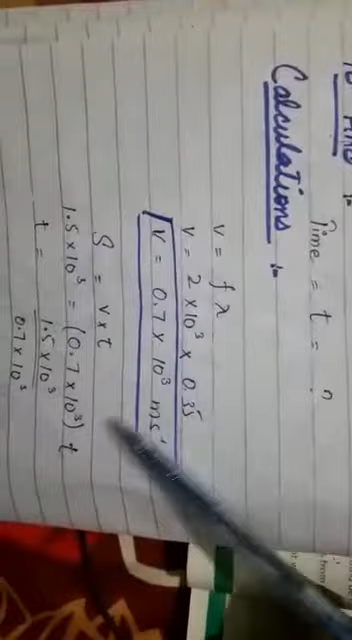 Time = t = ?
Calculations :-
v = f λ
v = 2 × 10³ × 0.35
v = 0.7 × 10³ ms⁻¹
S = v × t
1.5 × 10³ = (0.7 × 10³) t
t = 1.5 × 10³
0.7 × 10³